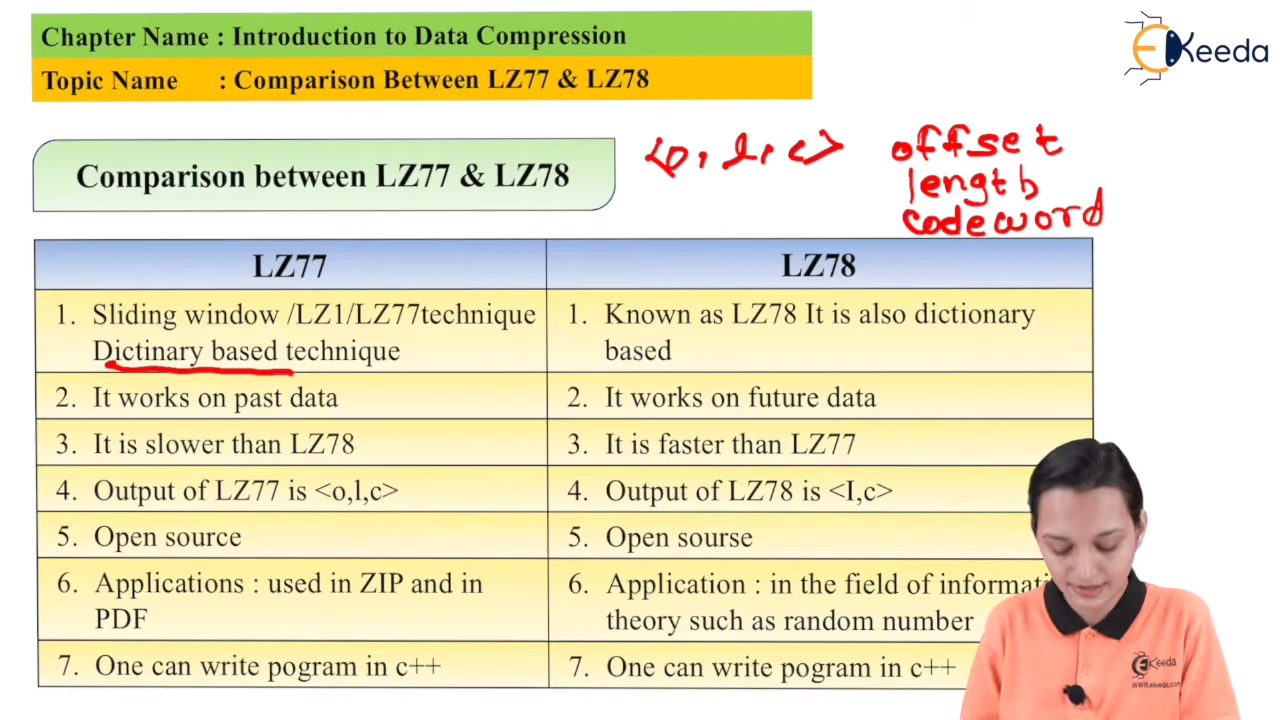 Chapter Name : Introduction to Data Compression
Topic Name : Comparison Between LZ77 & LZ78
EKeeda
Comparison between LZ77 & LZ78
<o, l, c>
offset
length
codeword
LZ77
LZ78
1. Sliding window /LZ1/LZ77technique
Dictinary based technique
1. Known as LZ78 It is also dictionary
based
2. It works on past data
2. It works on future data
3. It is slower than LZ78
3. It is faster than LZ77
4. Output of LZ77 is <o,l,c>
4. Output of LZ78 is <I,c>
5. Open source
5. Open sourse
6. Applications : used in ZIP and in
PDF
6. Application : in the field of informati
theory such as random number
7. One can write pogram in c++
7. One can write pogram in c++
EKeeda
www.ekeeda.com